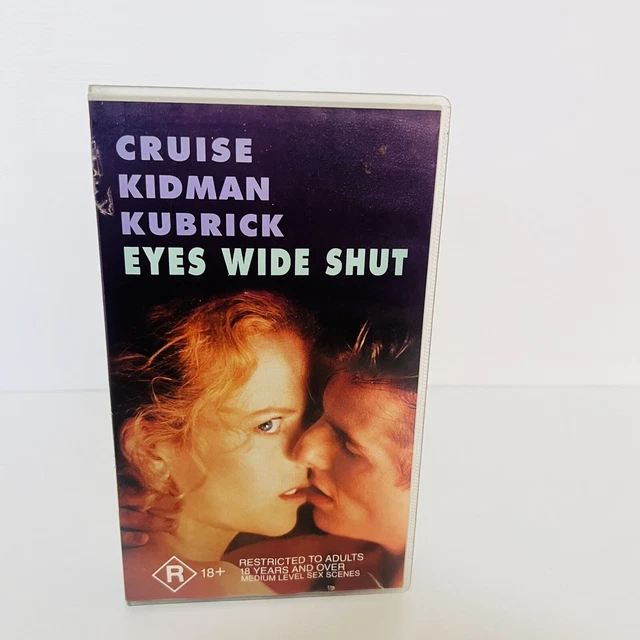 CRUISE
KIDMAN
KUBRICK
EYES WIDE SHUT
R 18+
RESTRICTED TO ADULTS
18 YEARS AND OVER
MEDIUM LEVEL SEX SCENES